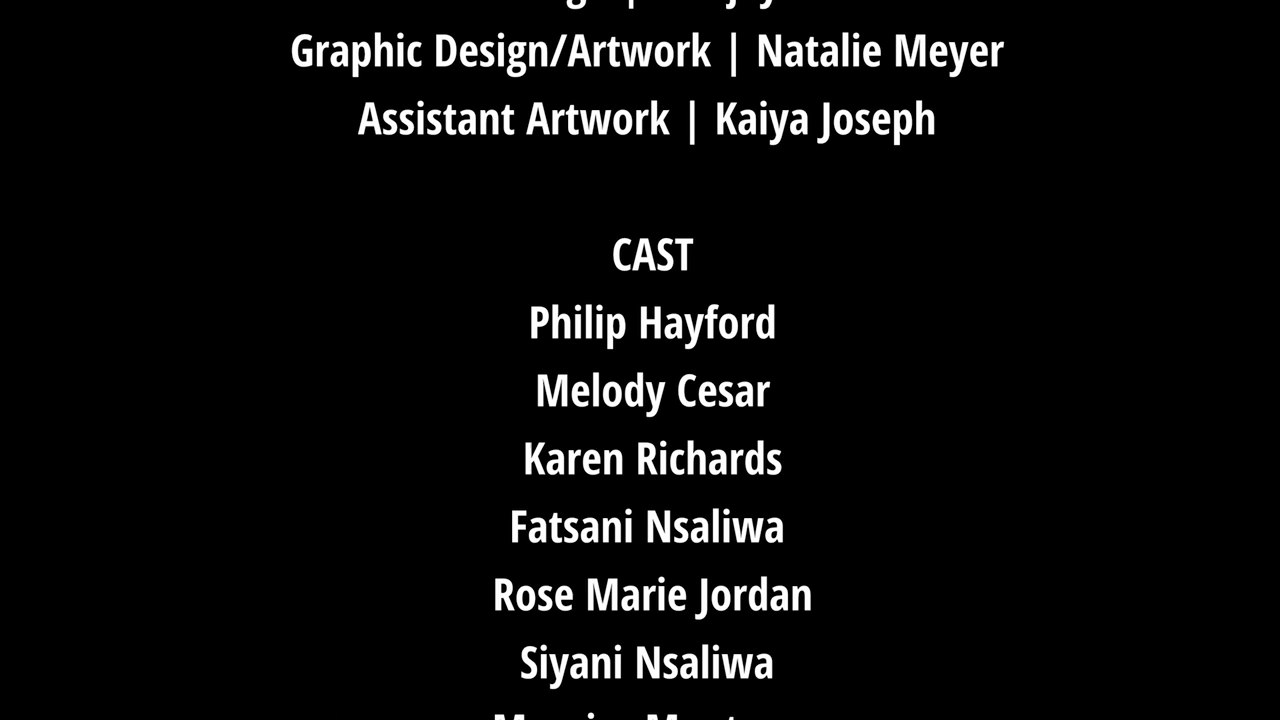 Graphic Design/Artwork | Natalie Meyer
Assistant Artwork | Kaiya Joseph
CAST
Philip Hayford
Melody Cesar
Karen Richards
Fatsani Nsaliwa
Rose Marie Jordan
Siyani Nsaliwa